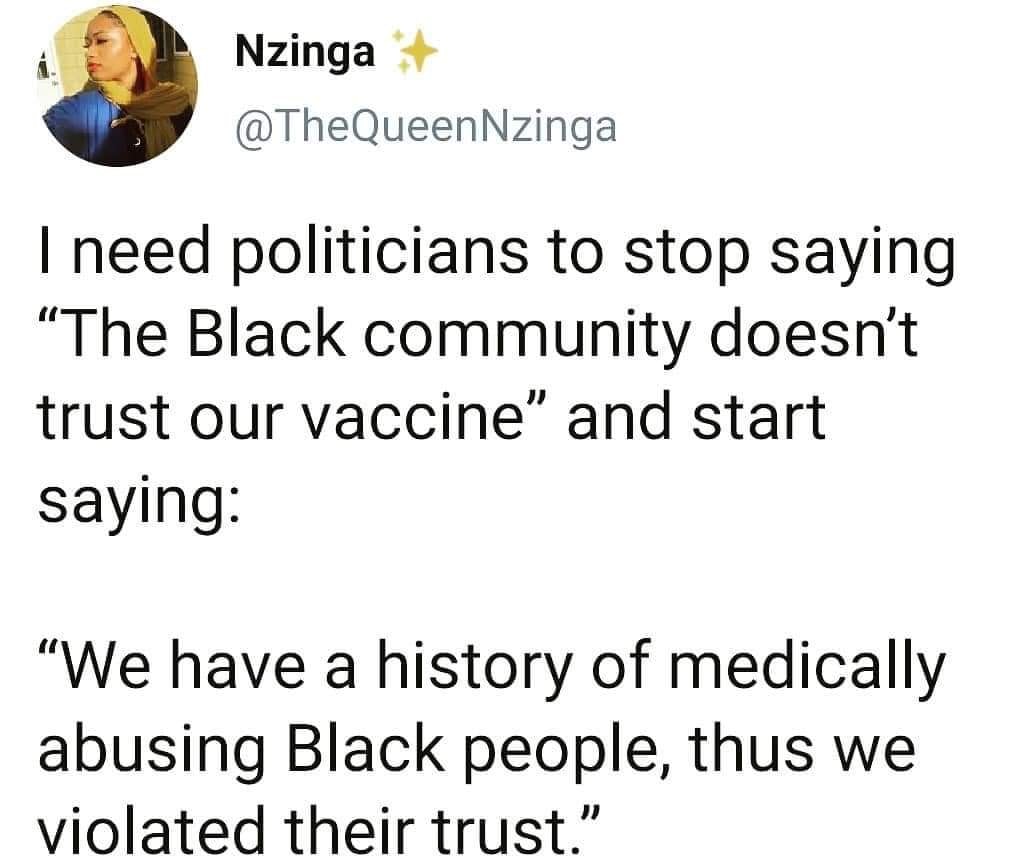 Nzinga ✨
@TheQueenNzinga
I need politicians to stop saying
“The Black community doesn’t
trust our vaccine” and start
saying:
“We have a history of medically
abusing Black people, thus we
violated their trust.”